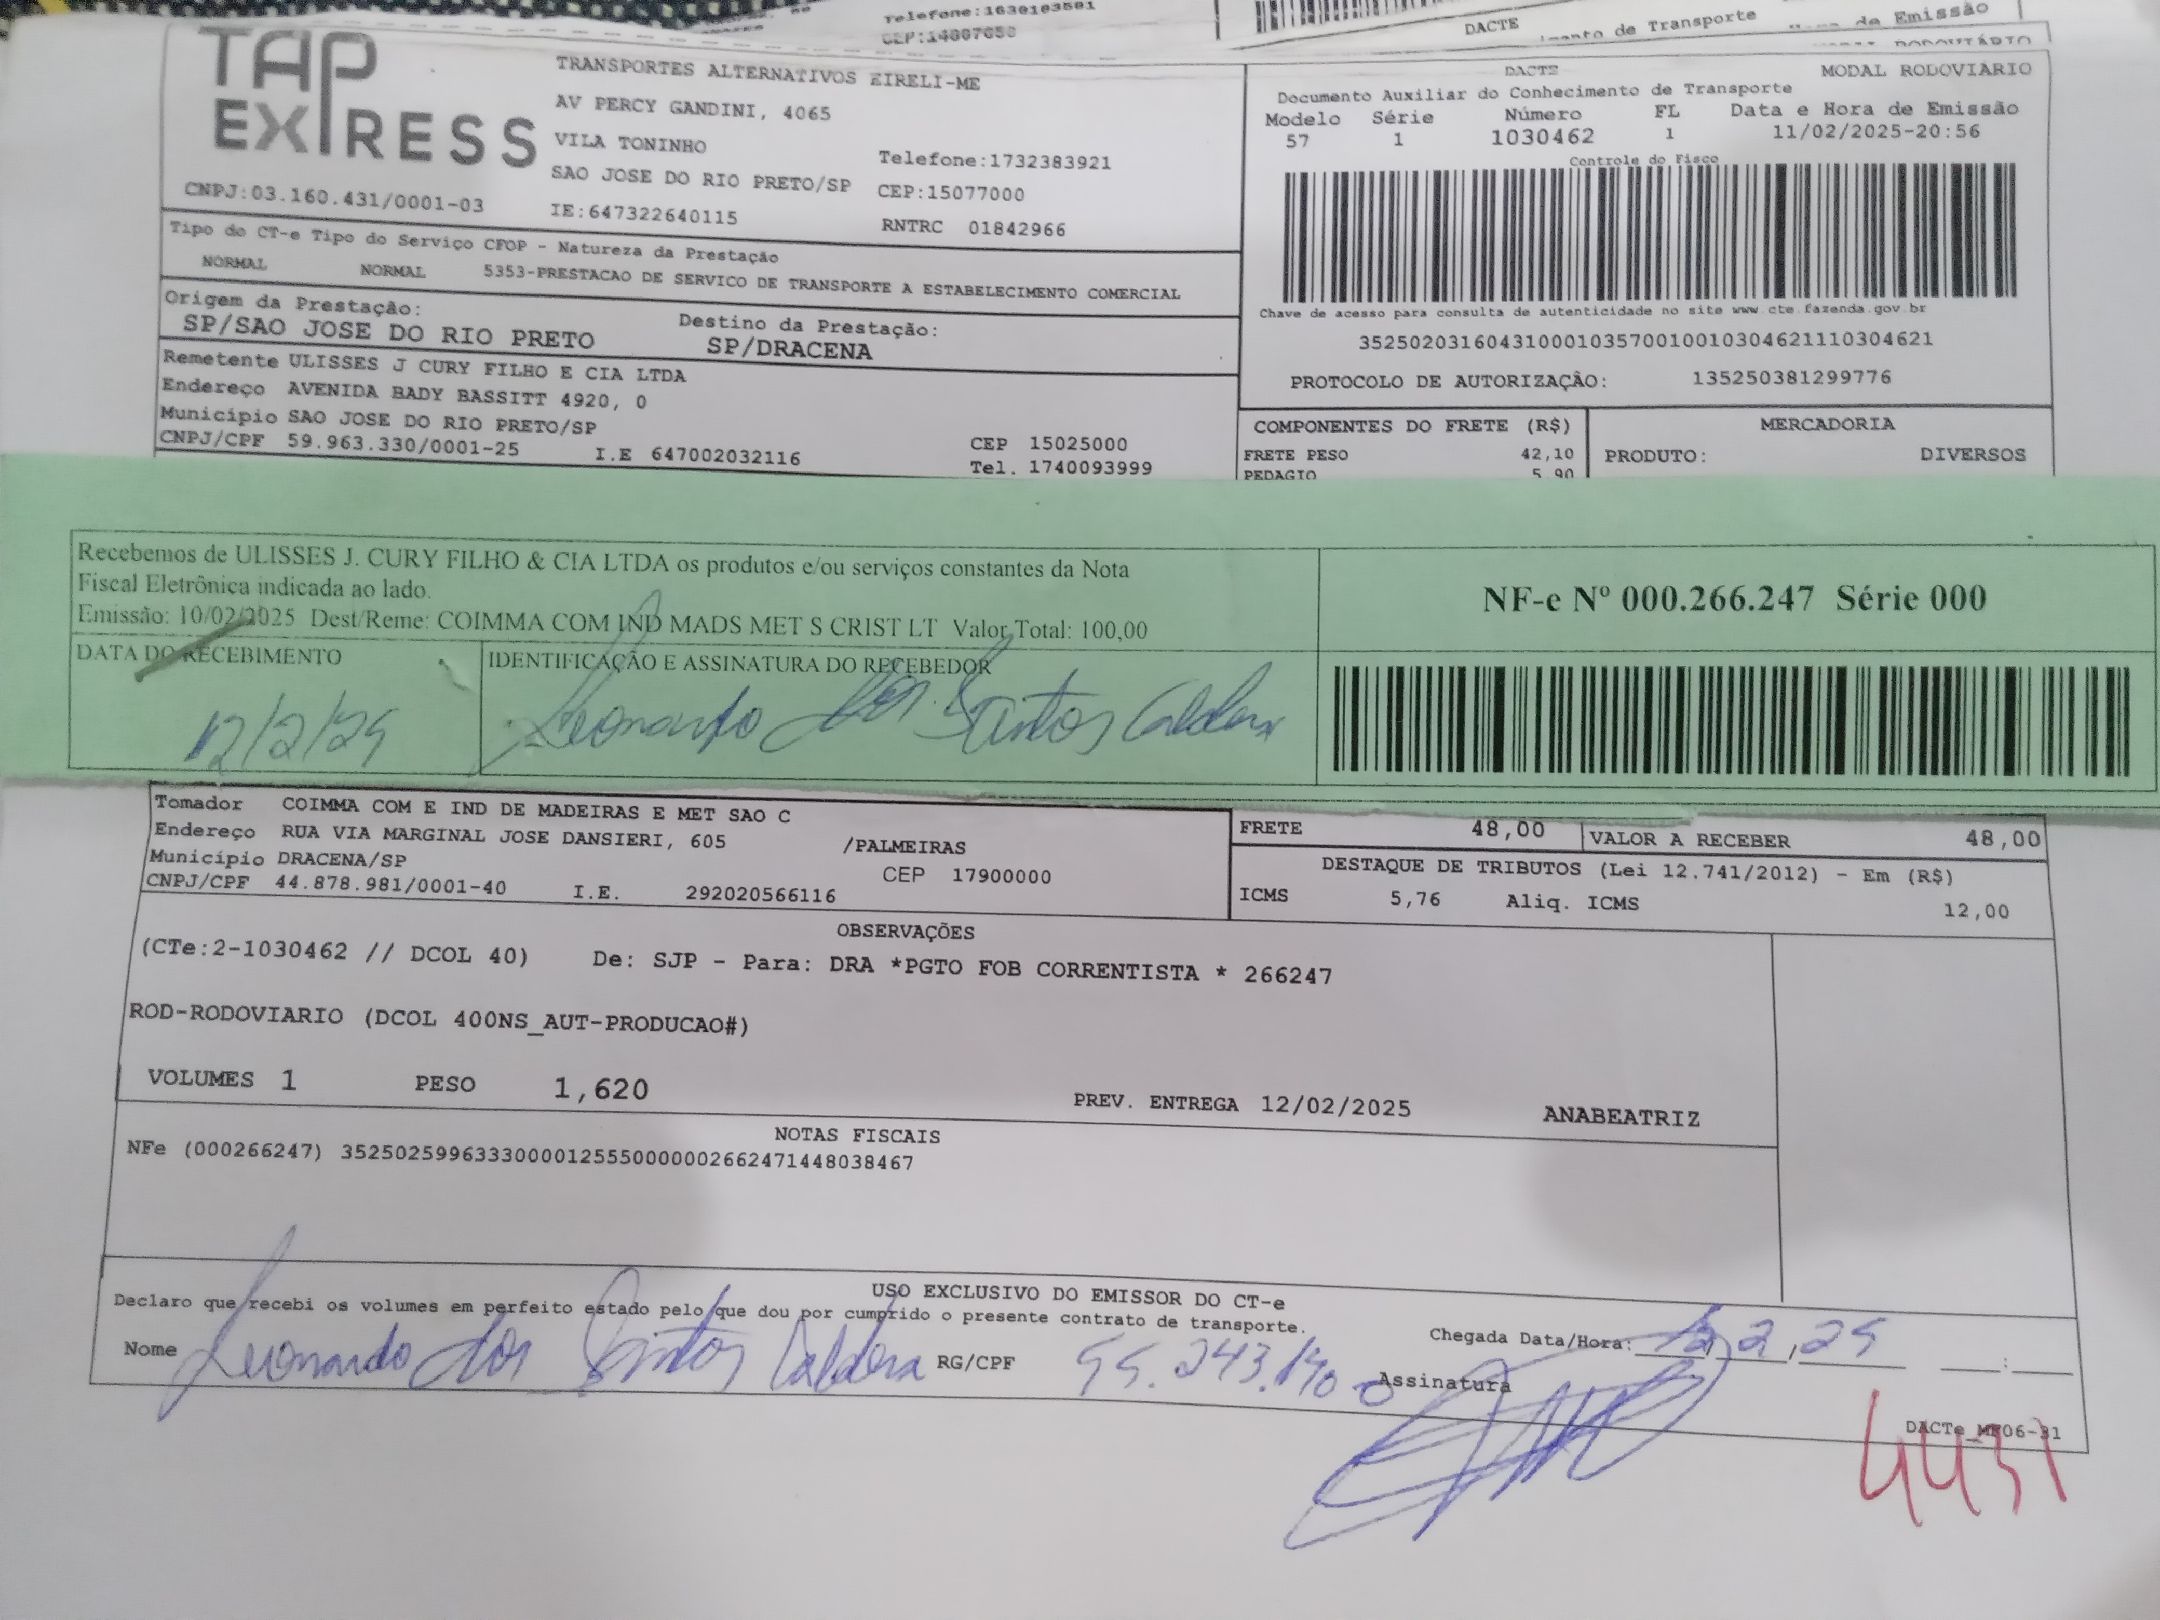 Telefone:1630103501
CEP:14007050
DACTE
de Transporte
de Emissão
TAP
EXPRESS
CNPJ:03.160.431/0001-03
TRANSPORTES ALTERNATIVOS EIRELI-ME
AV PERCY GANDINI, 4065
VILA TONINHO
SAO JOSE DO RIO PRETO/SP
IE:647322640115
Telefone:1732383921
CEP:15077000
RNTRC 01842966
DACTE MODAL RODOVIARIO
Documento Auxiliar do Conhecimento de Transporte
Modelo Série Número FL Data e Hora de Emissão
57 1 1030462 1 11/02/2025-20:56
Controle do Fisco
Chave de acesso para consulta de autenticidade no site www.cte.fazenda.gov.br
35250203160431000103570010010304621110304621
PROTOCOLO DE AUTORIZAÇÃO: 135250381299776
Tipo do CT-e Tipo do Serviço CFOP - Natureza da Prestação
NORMAL NORMAL 5353-PRESTACAO DE SERVICO DE TRANSPORTE A ESTABELECIMENTO COMERCIAL
Origem da Prestação: Destino da Prestação:
SP/SAO JOSE DO RIO PRETO SP/DRACENA
Remetente ULISSES J CURY FILHO E CIA LTDA
Endereço AVENIDA BADY BASSITT 4920, 0
Município SAO JOSE DO RIO PRETO/SP CEP 15025000
CNPJ/CPF 59.963.330/0001-25 I.E 647002032116 Tel. 1740093999
COMPONENTES DO FRETE (R$) MERCADORIA
FRETE PESO 42,10 PRODUTO: DIVERSOS
PEDAGIO 5,90
Recebemos de ULISSES J. CURY FILHO & CIA LTDA os produtos e/ou serviços constantes da Nota
Fiscal Eletrônica indicada ao lado.
Emissão: 10/02/2025 Dest/Reme: COIMMA COM IND MADS MET S CRIST LT Valor Total: 100,00
NF-e Nº 000.266.247 Série 000
DATA DO RECEBIMENTO IDENTIFICAÇÃO E ASSINATURA DO RECEBEDOR
12/2/25 Leonardo dos Santos Caldera
Tomador COIMMA COM E IND DE MADEIRAS E MET SAO C
Endereço RUA VIA MARGINAL JOSE DANSIERI, 605 /PALMEIRAS
Município DRACENA/SP CEP 17900000
CNPJ/CPF 44.878.981/0001-40 I.E. 292020566116
FRETE 48,00 VALOR A RECEBER 48,00
DESTAQUE DE TRIBUTOS (Lei 12.741/2012) - Em (R$)
ICMS 5,76 Aliq. ICMS 12,00
OBSERVAÇÕES
(CTe:2-1030462 // DCOL 40) De: SJP - Para: DRA *PGTO FOB CORRENTISTA * 266247
ROD-RODOVIARIO (DCOL 400NS_AUT-PRODUCAO#)
VOLUMES 1 PESO 1,620 PREV. ENTREGA 12/02/2025 ANABEATRIZ
NOTAS FISCAIS
NFe (000266247) 35250259963330000125550000002662471448038467
USO EXCLUSIVO DO EMISSOR DO CT-e
Declaro que recebi os volumes em perfeito estado pelo que dou por cumprido o presente contrato de transporte.
Nome Leonardo dos Santos Caldera RG/CPF 55.243.190-0 Chegada Data/Hora: 12 / 2 / 25 :
Assinatura
DACTe_MF06-31
4431